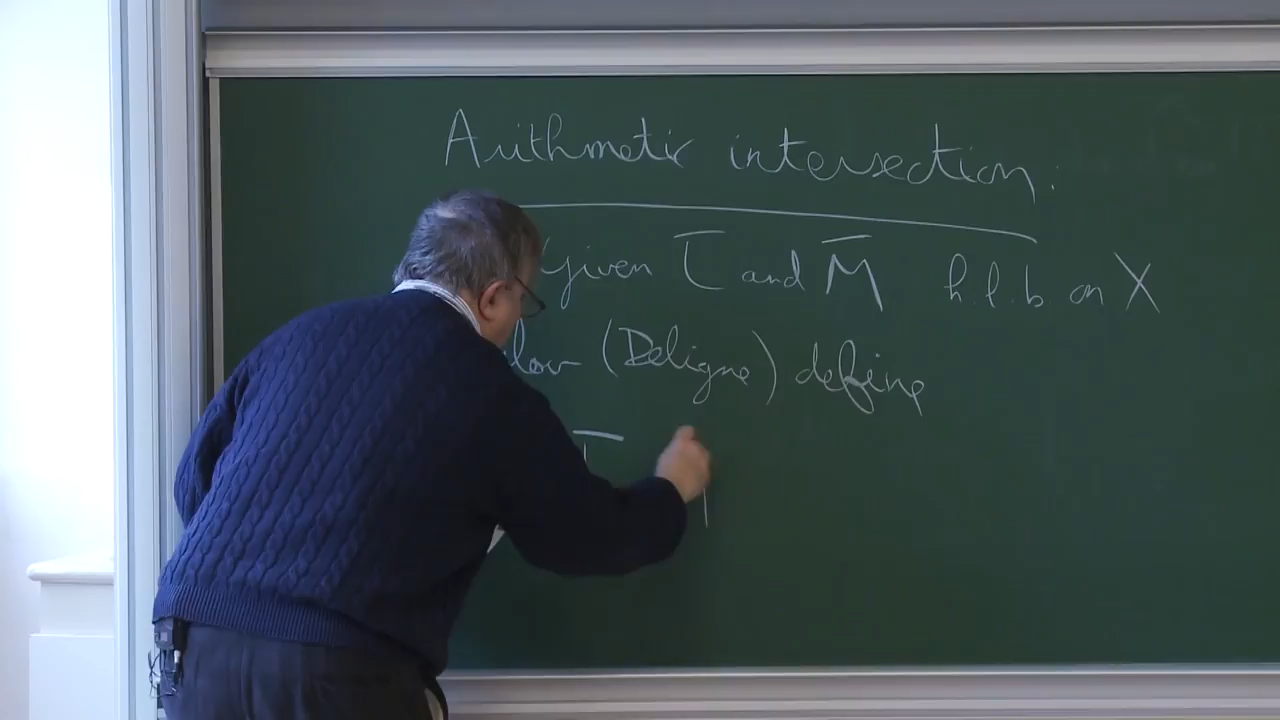 Arithmetic intersection:
Given L̅ and M̅ h.l.b on X
(Deligne) define